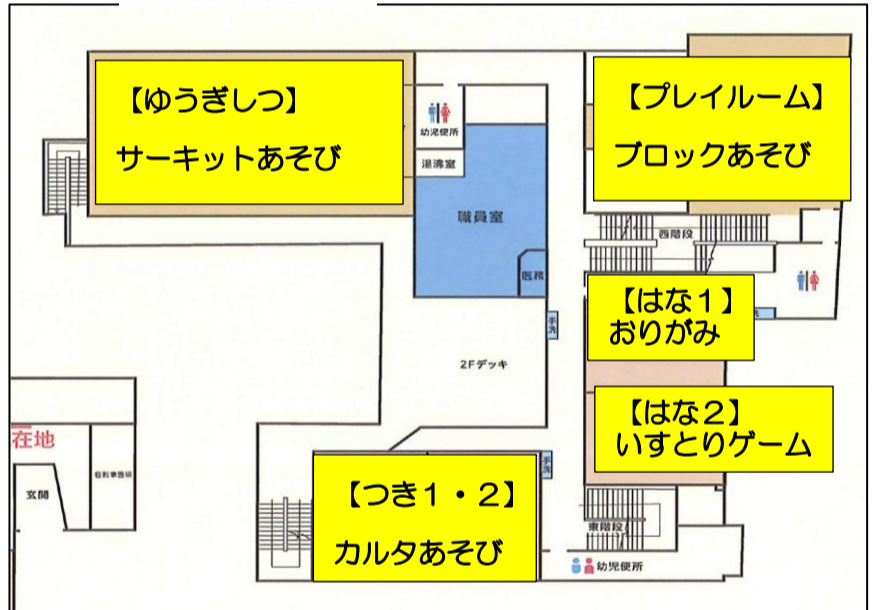 【ゆうぎしつ】
サーキットあそび
幼児便所
湯沸室
職員室
医務
【プレイルーム】
ブロックあそび
西階段
【はな１】
おりがみ
手洗
2Fデッキ
【はな２】
いすとりゲーム
在地
玄関
手洗
【つき１・２】
カルタあそび
東階段
幼児便所